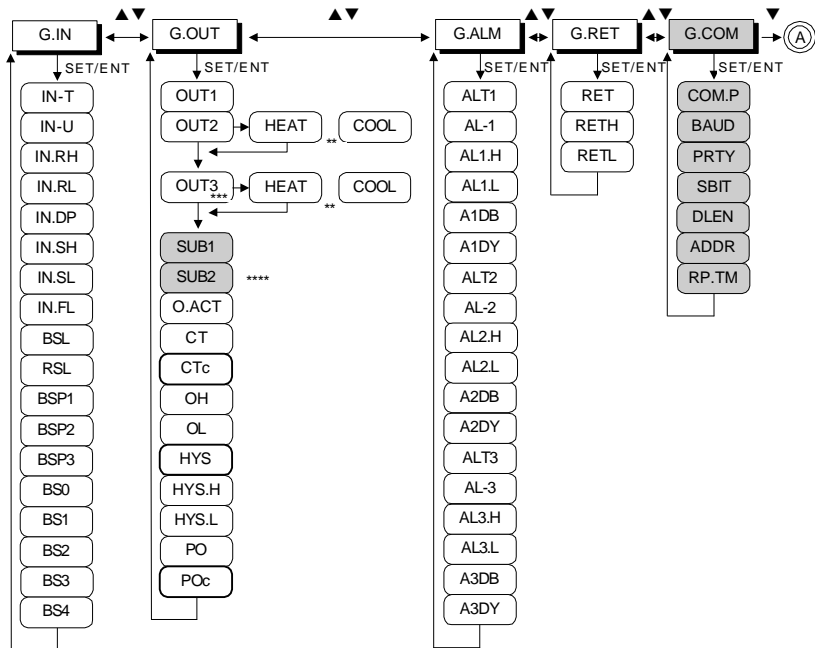 ▲▼ ▲▼ ▲▼ ▲▼ ▼
G.IN G.OUT G.ALM G.RET G.COM A
SET/ENT SET/ENT SET/ENT SET/ENT SET/ENT
IN-T
IN-U
IN.RH
IN.RL
IN.DP
IN.SH
IN.SL
IN.FL
BSL
RSL
BSP1
BSP2
BSP3
BS0
BS1
BS2
BS3
BS4
OUT1
OUT2 HEAT ** COOL
OUT3 *** HEAT ** COOL
SUB1
SUB2 ****
O.ACT
CT
CTc
OH
OL
HYS
HYS.H
HYS.L
PO
POc
ALT1
AL-1
AL1.H
AL1.L
A1DB
A1DY
ALT2
AL-2
AL2.H
AL2.L
A2DB
A2DY
ALT3
AL-3
AL3.H
AL3.L
A3DB
A3DY
RET
RETH
RETL
COM.P
BAUD
PRTY
SBIT
DLEN
ADDR
RP.TM